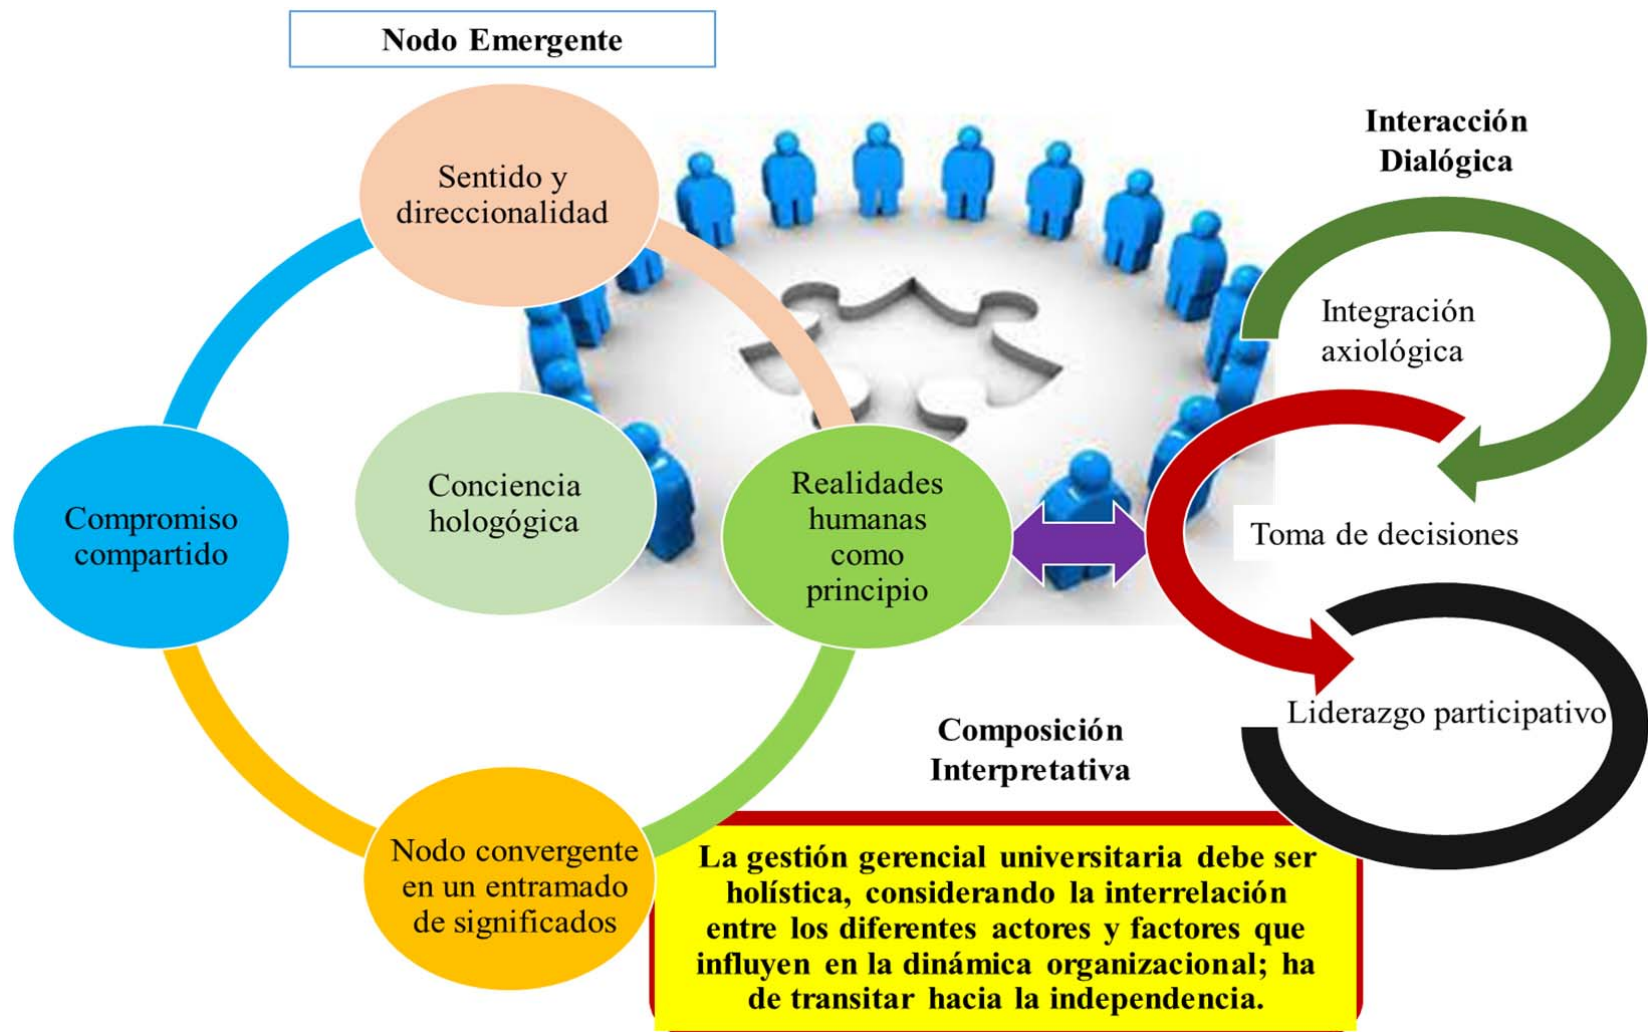 Nodo Emergente
Sentido y
direccionalidad
Compromiso
compartido
Conciencia
hologógica
Realidades
humanas
como
principio
Nodo convergente
en un entramado
de significados
Interacción
Dialógica
Integración
axiológica
Toma de decisiones
Liderazgo participativo
Composición
Interpretativa
La gestión gerencial universitaria debe ser
holística, considerando la interrelación
entre los diferentes actores y factores que
influyen en la dinámica organizacional; ha
de transitar hacia la independencia.